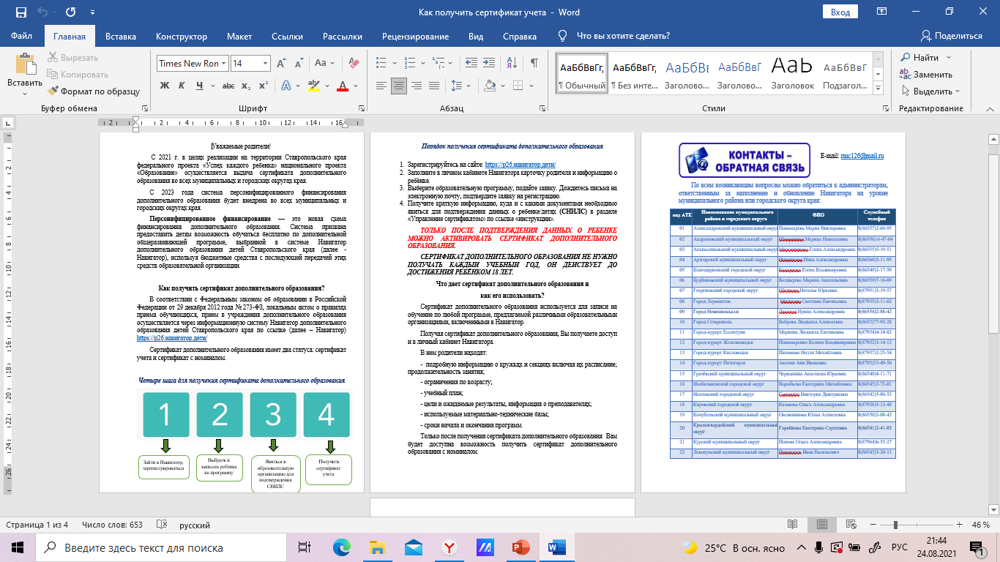 Как получить сертификат учета - Word
Вход
Файл
Главная
Вставка
Конструктор
Макет
Ссылки
Рассылки
Рецензирование
Вид
Справка
Что вы хотите сделать?
Поделиться
Вставить
Вырезать
Копировать
Формат по образцу
Буфер обмена
Times New Ron
14
Шрифт
Абзац
АаБбВвГг, АаБбВвГг, АаБбВвГ АаБбВвГ АаЬ АаБбВвГ
¶ Обычный
¶ Без инте...
Заголово...
Заголово...
Заголовок
Подзагол...
Стили
Найти
Заменить
Выделить
Редактирование
Уважаемые родители!
С 2021 г. в целях реализации на территории Ставропольского края
федерального проекта «Успех каждого ребенка» национального проекта
«Образование» осуществляется выдача сертификата дополнительного
образования во всех муниципальных и городских округах края.
С 2023 года система персонифицированного финансирования
дополнительного образования будет внедрена во всех муниципальных и
городских округах края.
Персонифицированное финансирование — это новая схема
финансирования дополнительного образования. Система призвана
предоставить детям возможность обучаться бесплатно по дополнительной
общеразвивающей программе, выбранной в системе Навигатор
дополнительного образования детей Ставропольского края (далее -
Навигатор), используя бюджетные средства с последующей передачей этих
средств образовательной организации.
Как получить сертификат дополнительного образования?
В соответствии с Федеральным законом об образовании в Российской
Федерации от 29 декабря 2012 года №273-ФЗ, локальным актом о правилах
приема обучающихся, прием в учреждения дополнительного образования
осуществляется через информационную систему Навигатор дополнительного
образования детей Ставропольского края по ссылке (далее – Навигатор)
https://р26.навигатор.дети/
Сертификат дополнительного образования имеет два статуса: сертификат
учета и сертификат с номиналом.
Четыре шага для получения сертификата дополнительного образования
1 2 3 4
Зайти в Навигатор,
зарегистрироваться
Выбрать и
записать ребенка
на программу
Явиться в
образовательную
организацию для
подтверждения
СНИЛС
Получить
сертификат
учета
Порядок получения сертификата дополнительного образования
1. Зарегистрируйтесь на сайте: https://р26.навигатор.дети/
2. Заполните в личном кабинете Навигатора карточку родителя и информацию о
ребёнке.
3. Выберите образовательную программу, подайте заявку. Дождитесь письма на
электронную почту, подтвердите заявку на регистрацию.
4. Получите краткую информацию, куда и с какими документами необходимо
явиться для подтверждения данных о ребенке/детях (СНИЛС) в разделе
«Управление сертификатом» по ссылке «инструкции».
ТОЛЬКО ПОСЛЕ ПОДТВЕРЖДЕНИЯ ДАННЫХ О РЕБЕНКЕ
МОЖНО АКТИВИРОВАТЬ СЕРТИФИКАТ ДОПОЛНИТЕЛЬНОГО
ОБРАЗОВАНИЯ.
СЕРТИФИКАТ ДОПОЛНИТЕЛЬНОГО ОБРАЗОВАНИЯ НЕ НУЖНО
ПОЛУЧАТЬ КАЖДЫЙ УЧЕБНЫЙ ГОД, ОН ДЕЙСТВУЕТ ДО
ДОСТИЖЕНИЯ РЕБЁНКОМ 18 ЛЕТ.
Что дает сертификат дополнительного образования и
как его использовать?
Сертификат дополнительного образования используется для записи на
обучение по любой программе, предлагаемой различными образовательными
организациями, включенными в Навигатор.
Получая сертификат дополнительного образования, Вы получаете доступ
и в личный кабинет Навигатора.
В нем родители находят:
- подробную информацию о кружках и секциях включая их расписание;
продолжительность занятия;
- ограничения по возрасту;
- учебный план;
- цели и ожидаемые результаты, информация о преподавателях;
- используемые материально-технические базы;
- сроки начала и окончания программ.
Только после получения сертификата дополнительного образования Вам
будет доступна возможность получить сертификат дополнительного
образования с номиналом.
КОНТАКТЫ –
ОБРАТНАЯ СВЯЗЬ
E-mail: rmc126@mail.ru
По всем возникающим вопросам можно обратиться к администраторам,
ответственным за наполнение и обновление Навигатора на уровне
муниципального района или городского округа края:
код АТЕ
Наименование муниципального
района и городского округа
ФИО
Служебный
телефон
01 Александровский муниципальный округ Пономарева Мария Викторовна 8(86557)2-60-95
02 Андроповский муниципальный округ Марина Николаевна 8(86556) 6-47-04
03 Апанасенковский муниципальный округ Елена Александровна 8(86555)5-19-51
04 Арзгирский муниципальный округ Инна Александровна 8(86560)3-11-95
05 Благодарненский городской округ Елена Владимировна 8(86549)2-17-59
06 Будённовский муниципальный округ Болдырева Марина Анатольевна 8(86559)7-16-09
07 Георгиевский городской округ Наталья Юрьевна 8(87951)3-19-57
08 Город Лермонтов Светлана Евгеньевна 8(87935)3-11-62
09 Город Невинномысск Ирина Александровна 8(86554)2-88-42
10 Город Ставрополь Боброва Людмила Алексеевна 8(8652)77-92-28
11 Город-курорт Ессентуки Маркина Людмила Евгеньевна 8(87934)4-34-82
12 Город-курорт Железноводск Пономаренко Ксения Владимировна 8(87932)3-14-12
13 Город-курорт Кисловодск Пахомова Нелли Михайловна 8(87937)2-25-54
14 Город-курорт Пятигорск Акопян Ани Ивановна 8(8793)33-49-56
15 Грачёвский муниципальный округ Черкашина Анастасия Юрьевна 8(86540)4-11-71
16 Изобильненский городской округ Воробьева Екатерина Михайловна 8(86545)2-73-01
17 Ипатовский городской округ Виктория Дмитриевна 8(86542)5-80-53
18 Кировский городской округ Казакова Ольга Александровна 8(87938)5-12-48
19 Кочубеевский муниципальный округ Овсянникова Юлия Алексеевна 8(86550)2-08-42
20 Красногвардейский муниципальный
округ Горяйнова Екатерина Сергеевна 8(86541)2-41-83
21 Курский муниципальный округ Попова Ольга Александровна 8(87964)6-55-27
22 Левокумский муниципальный округ Иван Васильевич 8(86543)3-20-13
Страница 1 из 4
Число слов: 653
русский
46 %
Введите здесь текст для поиска
25°C В осн. ясно
РУС
21:44
24.08.2021
1